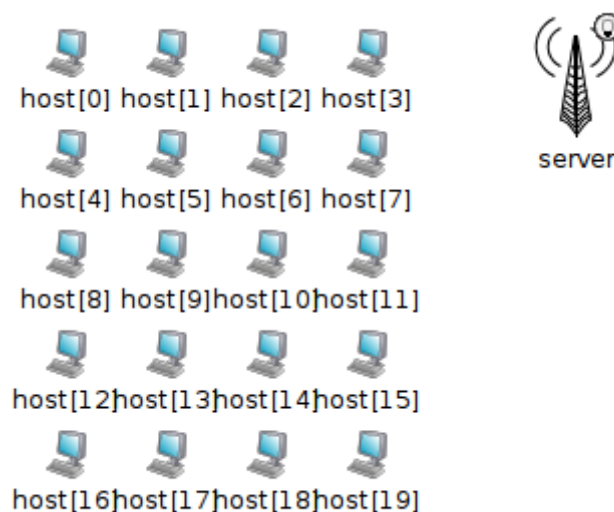 host[0] host[1] host[2] host[3]
server
host[4] host[5] host[6] host[7]
host[8] host[9] host[10] host[11]
host[12] host[13] host[14] host[15]
host[16] host[17] host[18] host[19]